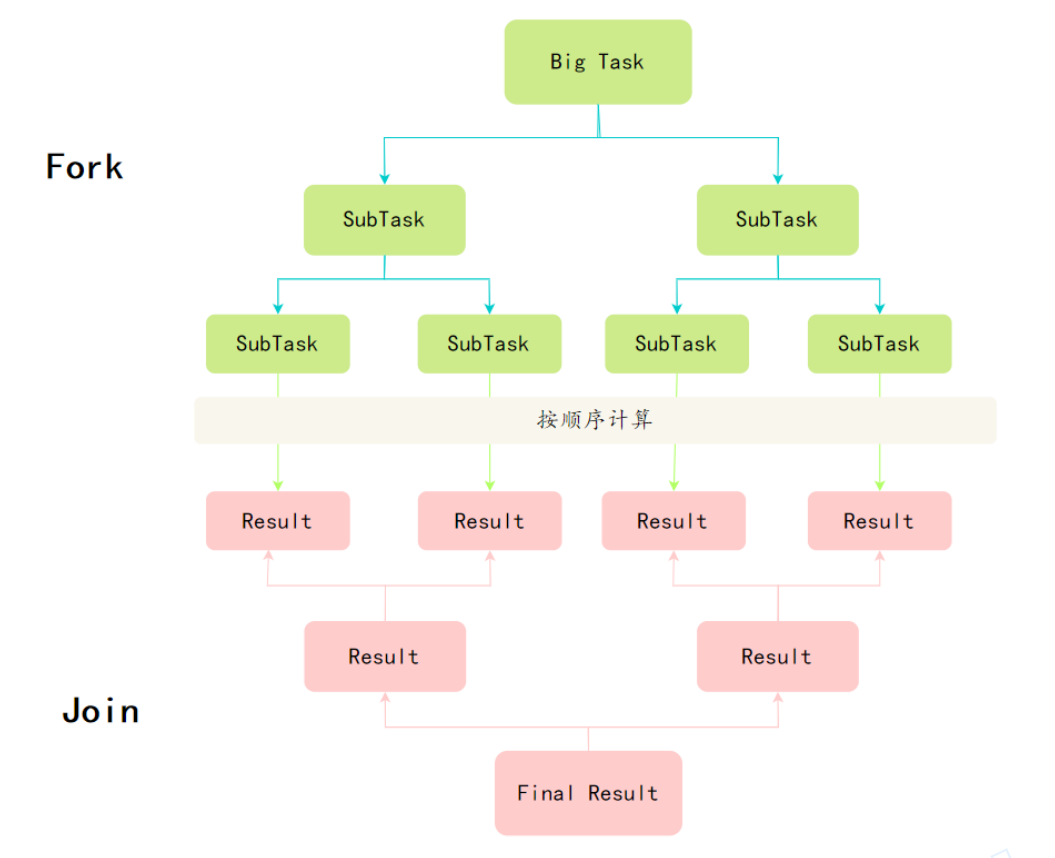 Big Task
Fork
SubTask
SubTask
SubTask
SubTask
SubTask
SubTask
按顺序计算
Result
Result
Result
Result
Result
Result
Join
Final Result